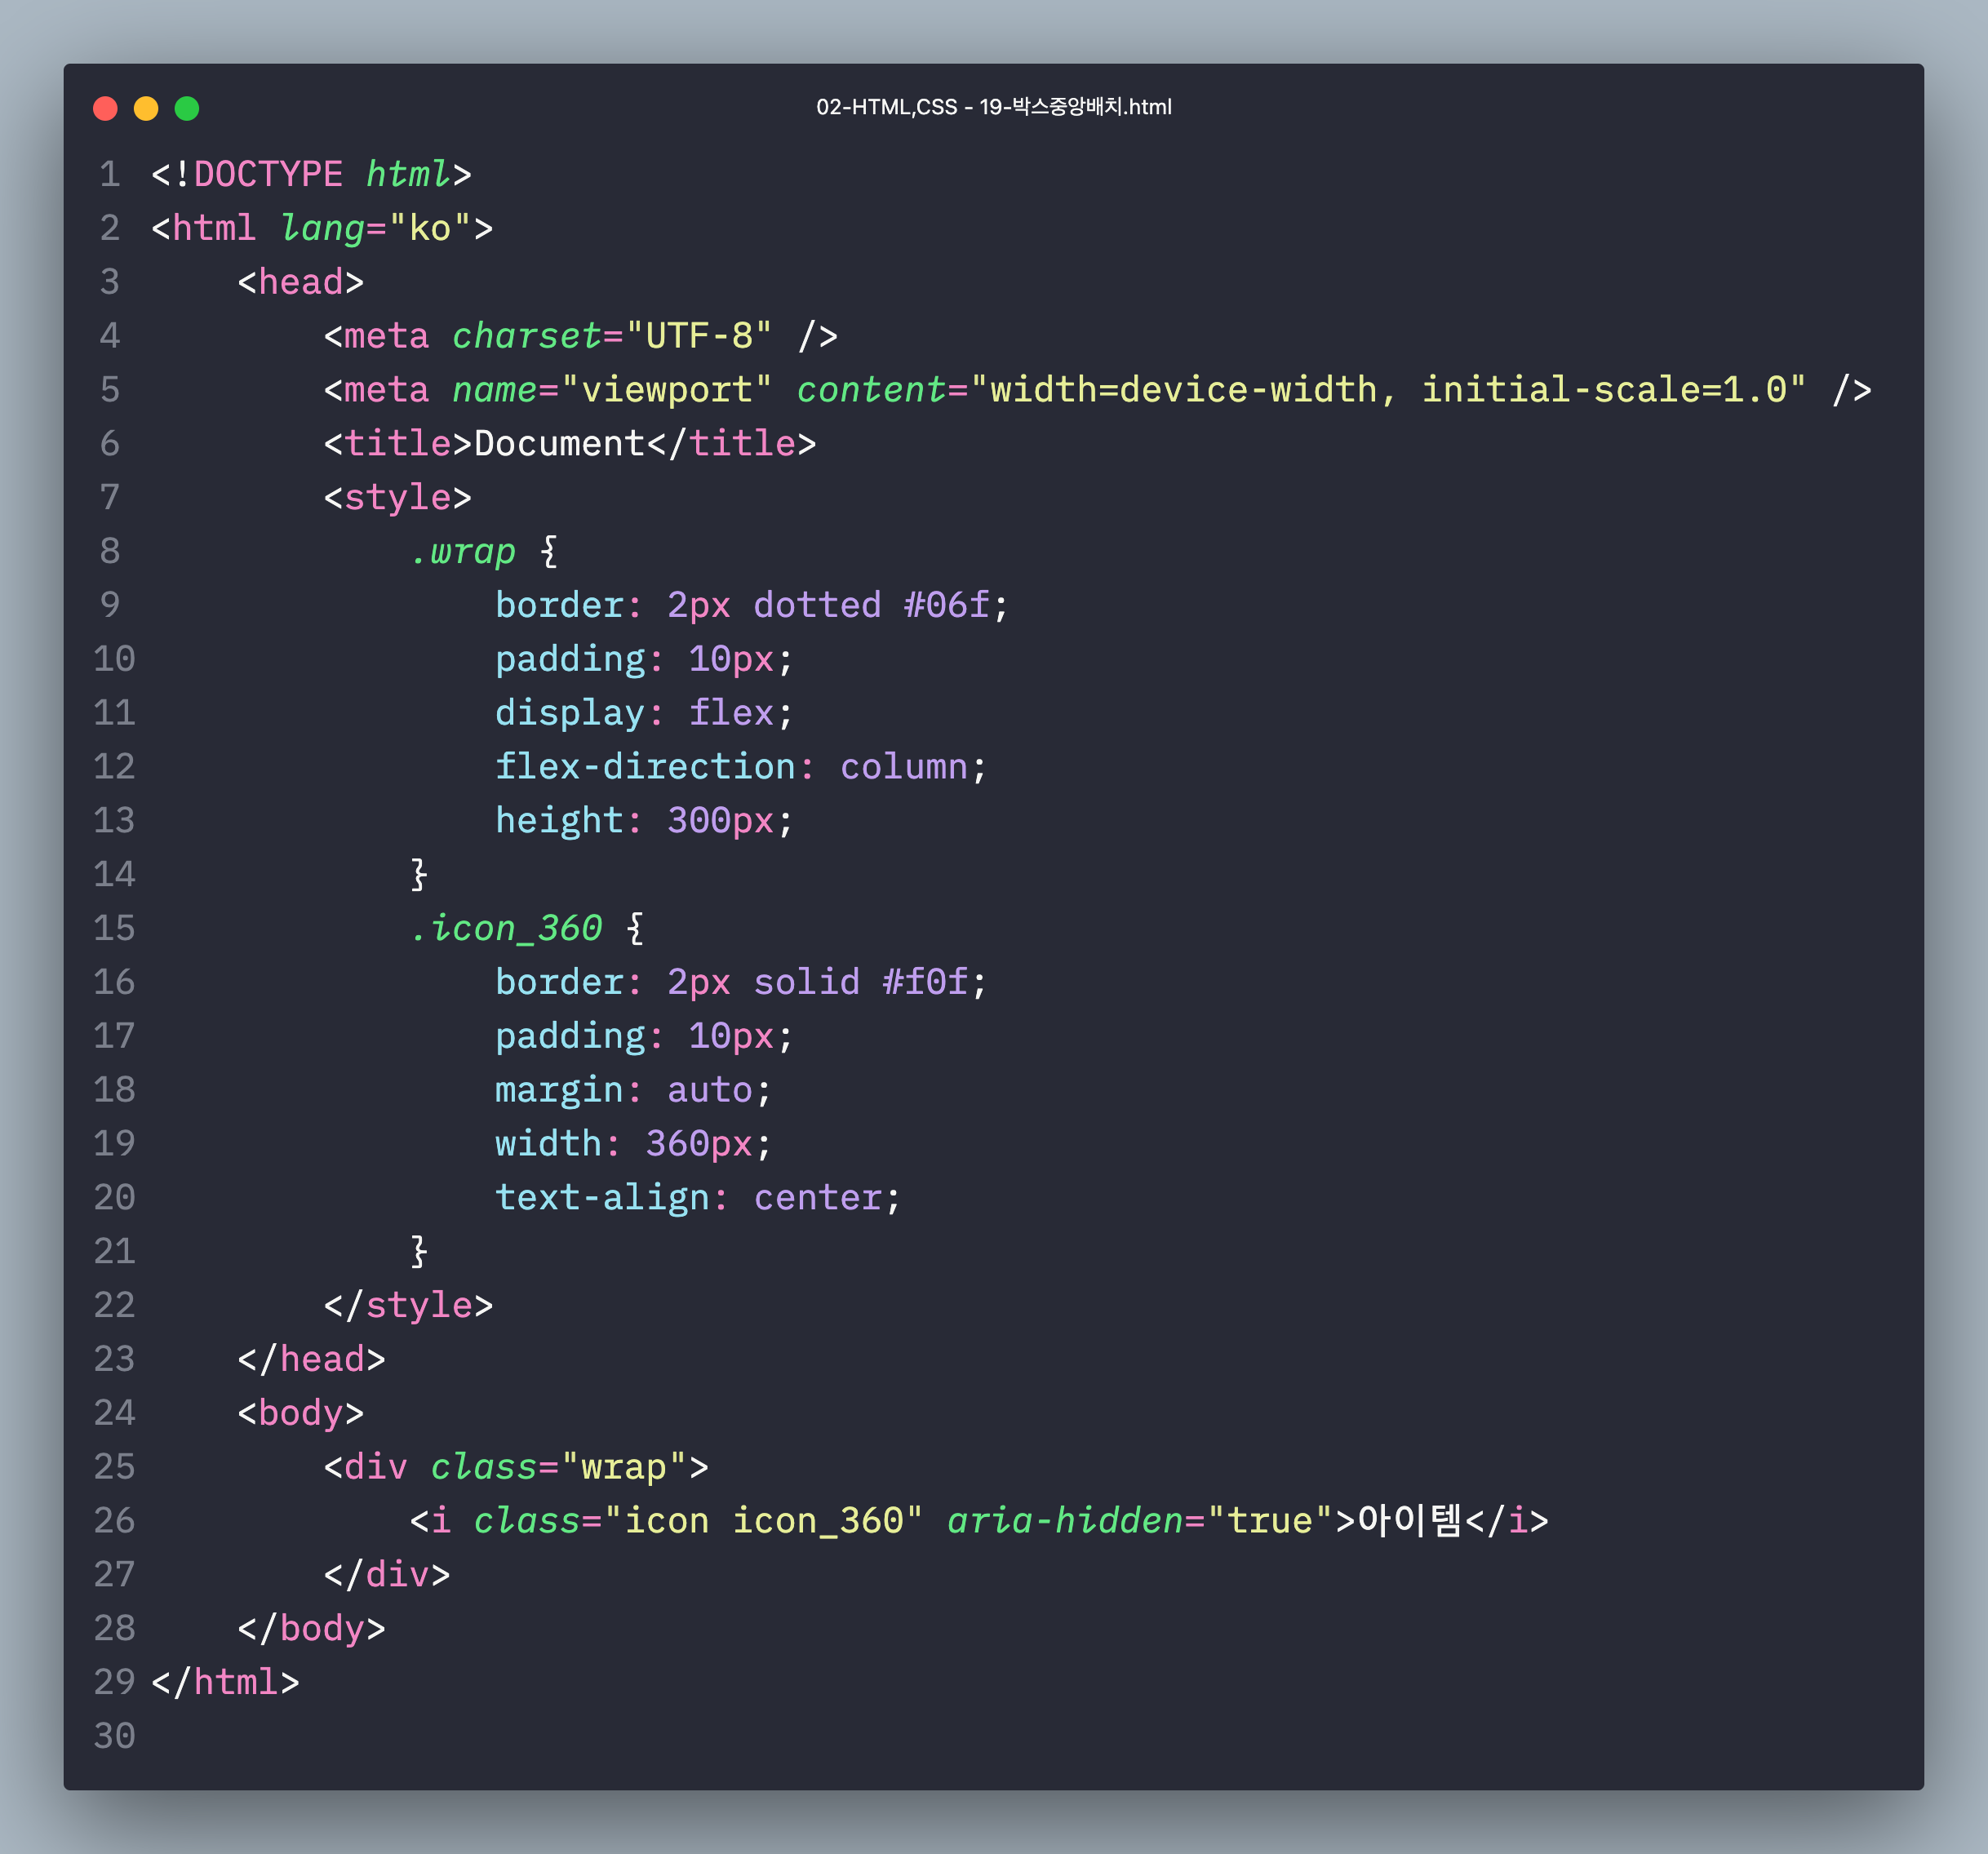 02-HTML,CSS - 19-박스중앙배치.html
1 <!DOCTYPE html>
2 <html lang="ko">
3     <head>
4         <meta charset="UTF-8" />
5         <meta name="viewport" content="width=device-width, initial-scale=1.0" />
6         <title>Document</title>
7         <style>
8             .wrap {
9                 border: 2px dotted #06f;
10                 padding: 10px;
11                 display: flex;
12                 flex-direction: column;
13                 height: 300px;
14             }
15             .icon_360 {
16                 border: 2px solid #f0f;
17                 padding: 10px;
18                 margin: auto;
19                 width: 360px;
20                 text-align: center;
21             }
22         </style>
23     </head>
24     <body>
25         <div class="wrap">
26             <i class="icon icon_360" aria-hidden="true">아이템</i>
27         </div>
28     </body>
29 </html>
30